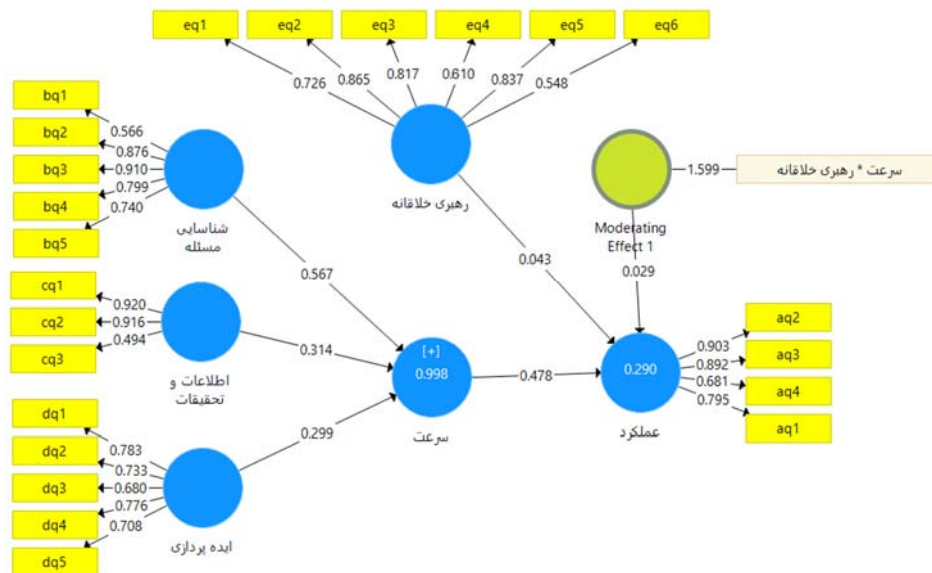 eq1
eq2
eq3
eq4
eq5
eq6
0.726
0.865
0.817
0.610
0.837
0.548
رهبری خلاقانه
bq1
bq2
bq3
bq4
bq5
0.566
0.876
0.910
0.799
0.740
شناسایی
مسئله
1.599
سرعت * رهبری خلاقانه
Moderating
Effect 1
0.567
0.043
0.029
cq1
cq2
cq3
0.920
0.916
0.494
اطلاعات و
تحقیقات
0.314
[+]
0.998
سرعت
0.478
0.290
عملکرد
0.903
0.892
0.681
0.795
aq2
aq3
aq4
aq1
0.299
dq1
dq2
dq3
dq4
dq5
0.783
0.733
0.680
0.776
0.708
ایده پردازی